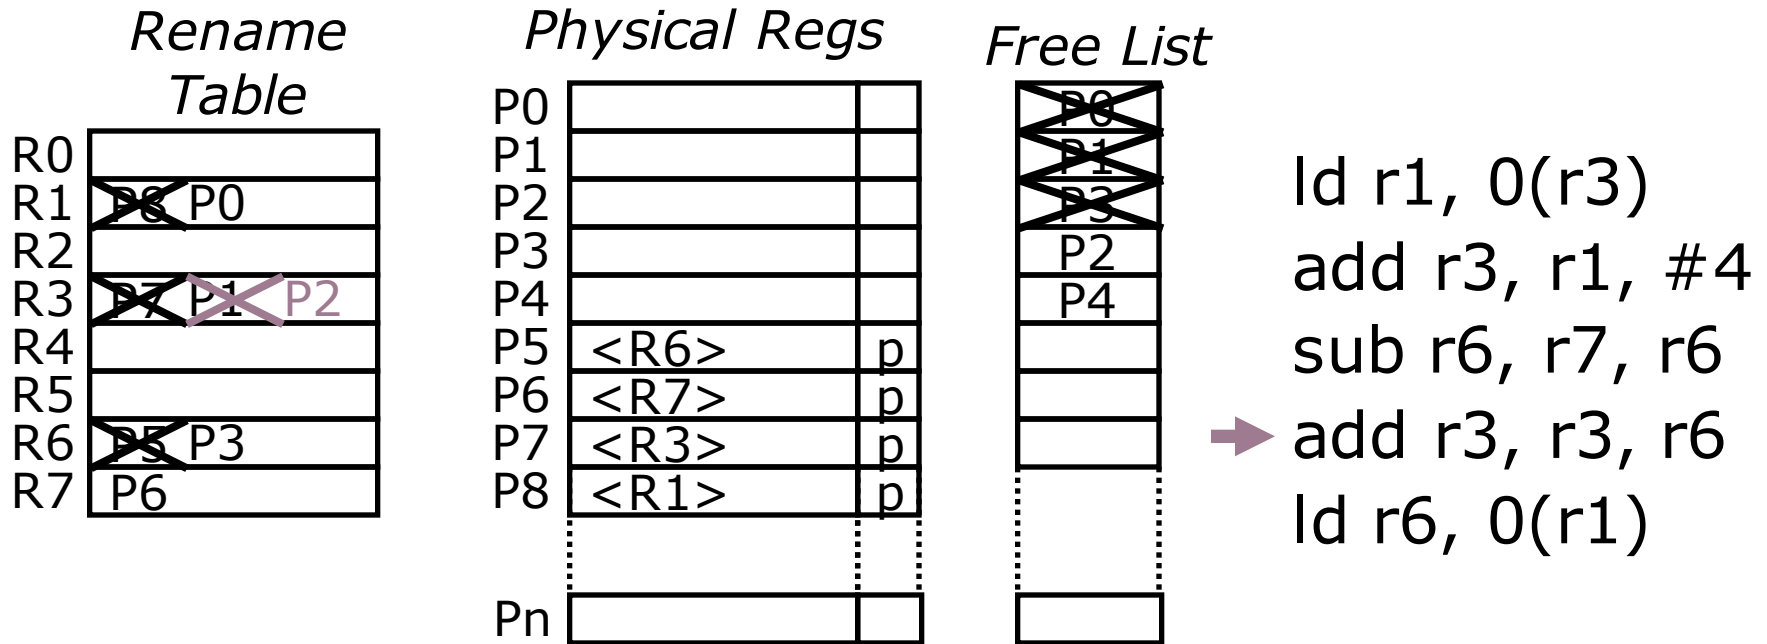 Rename
Table
R0
R1 P8 P0
R2
R3 P7 P1 P2
R4
R5
R6 P5 P3
R7 P6
Physical Regs
P0
P1
P2
P3
P4
P5 <R6> p
P6 <R7> p
P7 <R3> p
P8 <R1> p
Pn
Free List
P0
P1
P3
P2
P4
ld r1, 0(r3)
add r3, r1, #4
sub r6, r7, r6
add r3, r3, r6
ld r6, 0(r1)